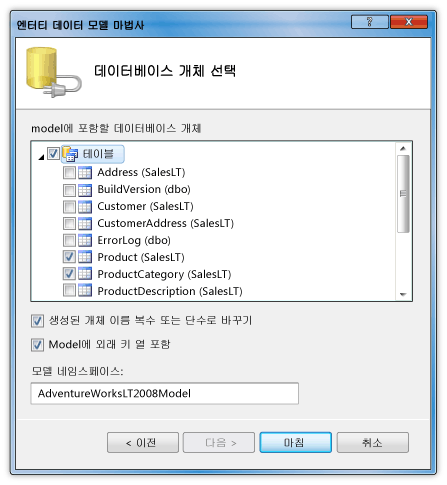 엔터티 데이터 모델 마법사
데이터베이스 개체 선택
model에 포함할 데이터베이스 개체
테이블
Address (SalesLT)
BuildVersion (dbo)
Customer (SalesLT)
CustomerAddress (SalesLT)
ErrorLog (dbo)
Product (SalesLT)
ProductCategory (SalesLT)
ProductDescription (SalesLT)
생성된 개체 이름 복수 또는 단수로 바꾸기
Model에 외래 키 열 포함
모델 네임스페이스:
AdventureWorksLT2008Model
< 이전 다음 > 마침 취소